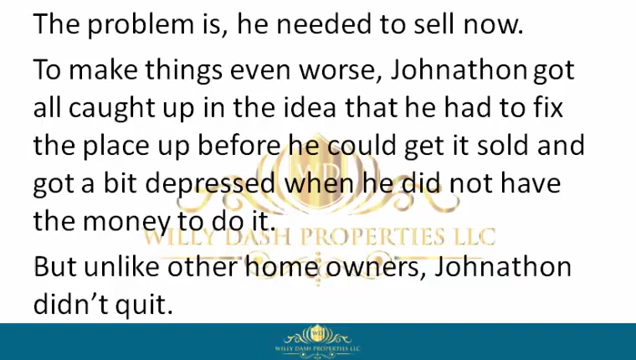 The problem is, he needed to sell now.
To make things even worse, Johnathon got
all caught up in the idea that he had to fix
the place up before he could get it sold and
got a bit depressed when he did not have
the money to do it.
WILLY DASH PROPERTIES LLC
But unlike other home owners, Johnathon
didn't quit.
WILLY DASH PROPERTIES LLC